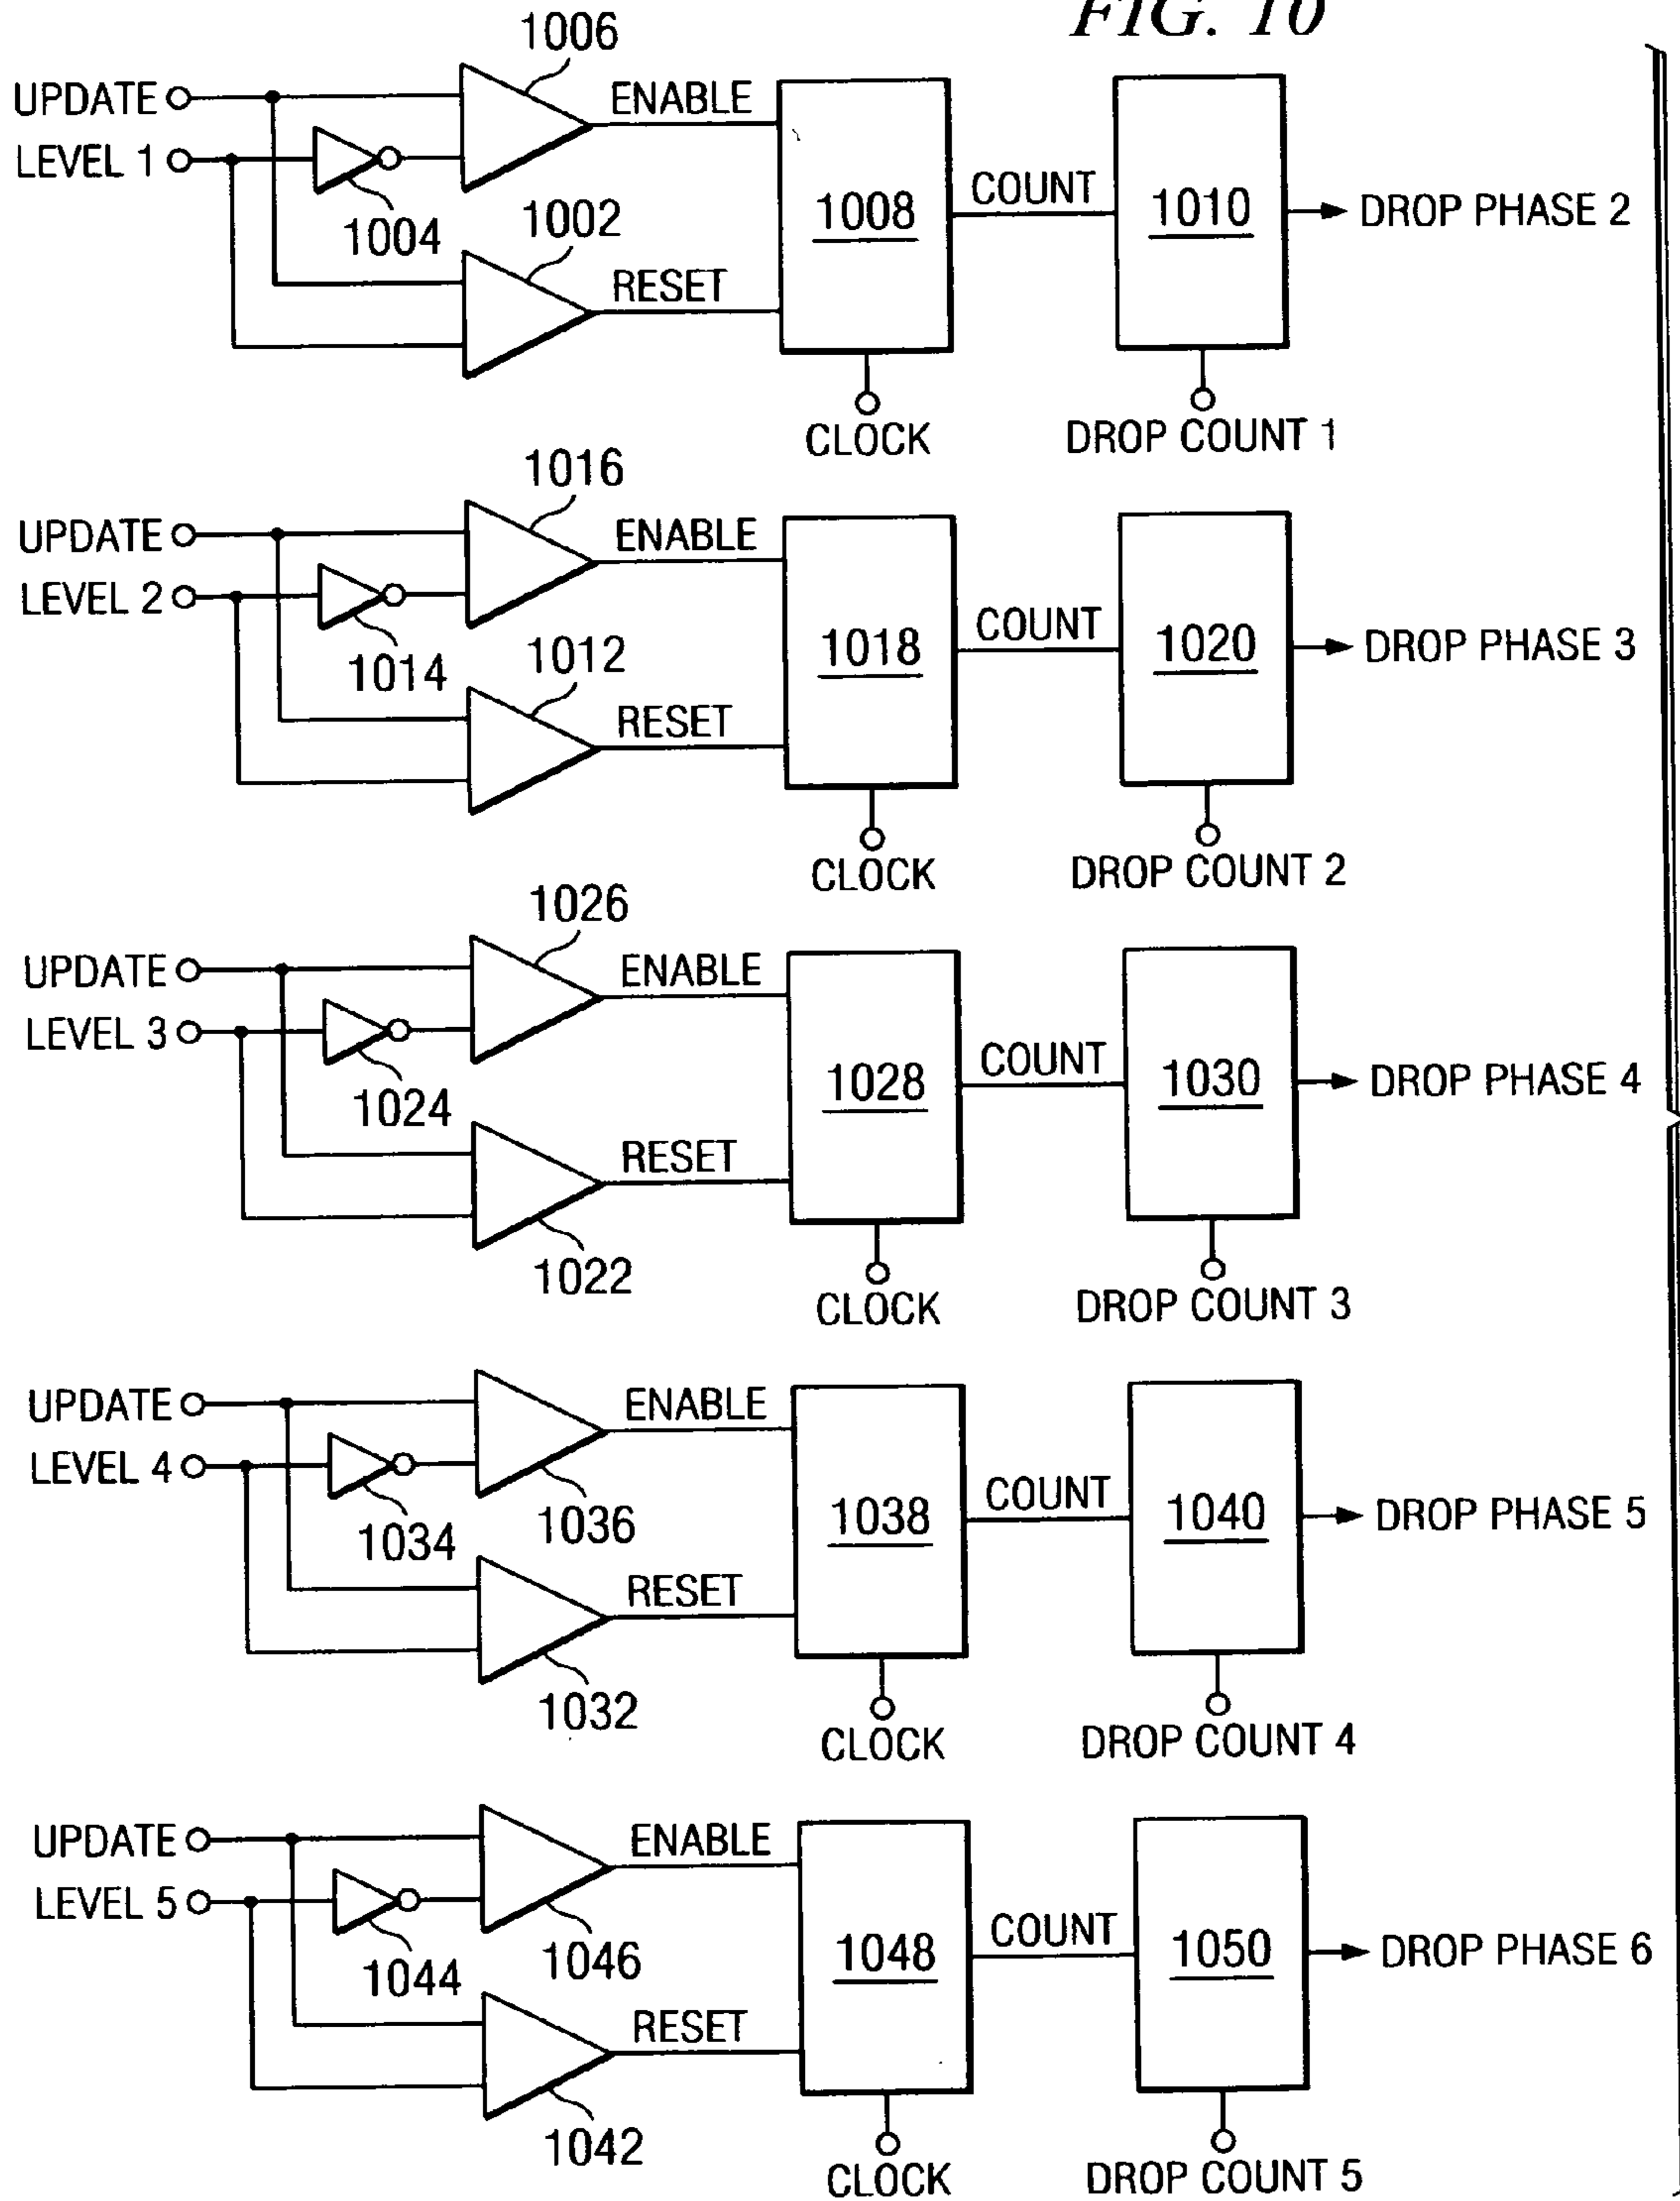 FIG. 10
1006
UPDATE
ENABLE
LEVEL 1
1004
1002
RESET
1008
COUNT
1010
DROP PHASE 2
CLOCK
DROP COUNT 1
1016
UPDATE
ENABLE
LEVEL 2
1014
1012
RESET
1018
COUNT
1020
DROP PHASE 3
CLOCK
DROP COUNT 2
1026
UPDATE
ENABLE
LEVEL 3
1024
RESET
1022
1028
COUNT
1030
DROP PHASE 4
CLOCK
DROP COUNT 3
UPDATE
ENABLE
LEVEL 4
1034
1036
RESET
1032
1038
COUNT
1040
DROP PHASE 5
CLOCK
DROP COUNT 4
UPDATE
ENABLE
LEVEL 5
1044
1046
RESET
1042
1048
COUNT
1050
DROP PHASE 6
CLOCK
DROP COUNT 5